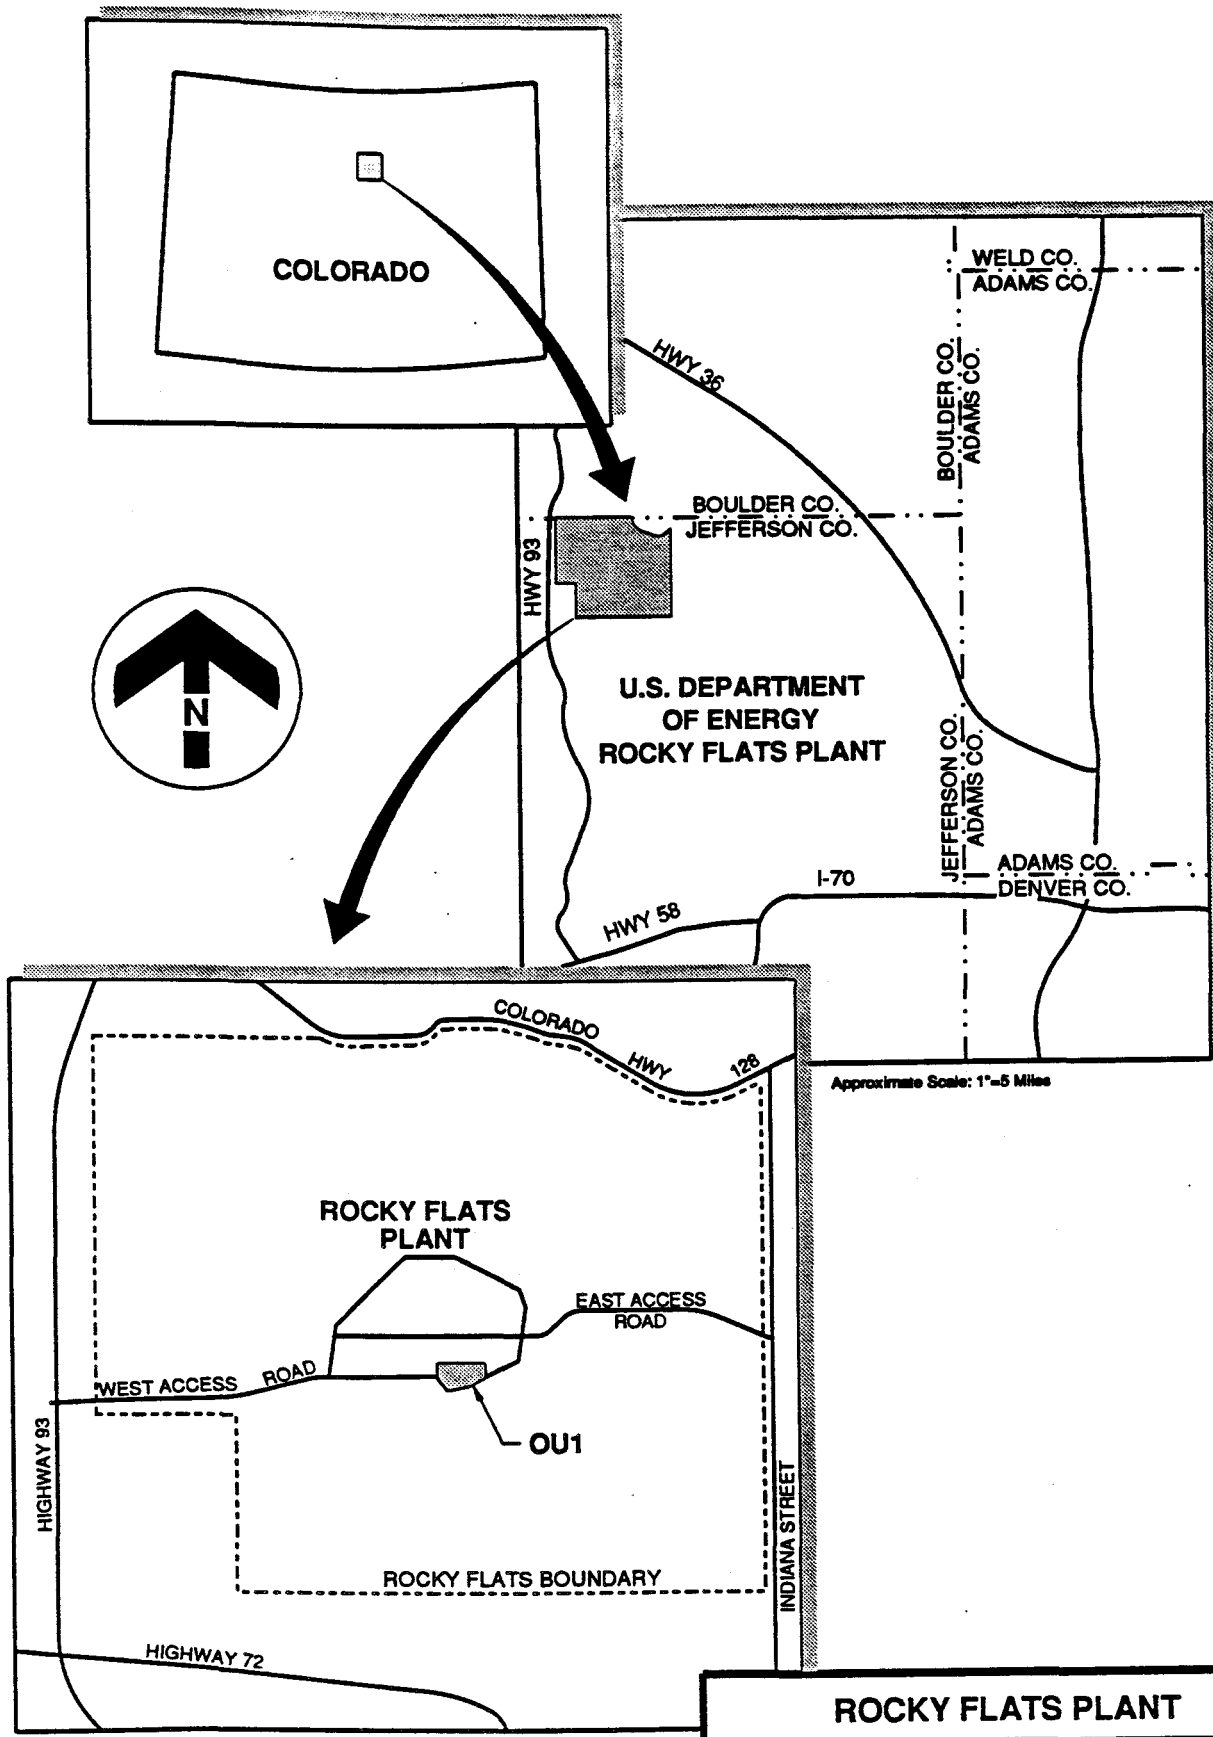 COLORADO
WELD CO.
ADAMS CO.
HWY 36
BOULDER CO.
ADAMS CO.
BOULDER CO.
JEFFERSON CO.
HWY 93
N
U.S. DEPARTMENT
OF ENERGY
ROCKY FLATS PLANT
JEFFERSON CO.
ADAMS CO.
ADAMS CO.
DENVER CO.
I-70
HWY 58
Approximate Scale: 1"=5 Miles
COLORADO HWY 128
ROCKY FLATS
PLANT
EAST ACCESS
ROAD
WEST ACCESS ROAD
OU1
HIGHWAY 93
INDIANA STREET
ROCKY FLATS BOUNDARY
HIGHWAY 72
ROCKY FLATS PLANT